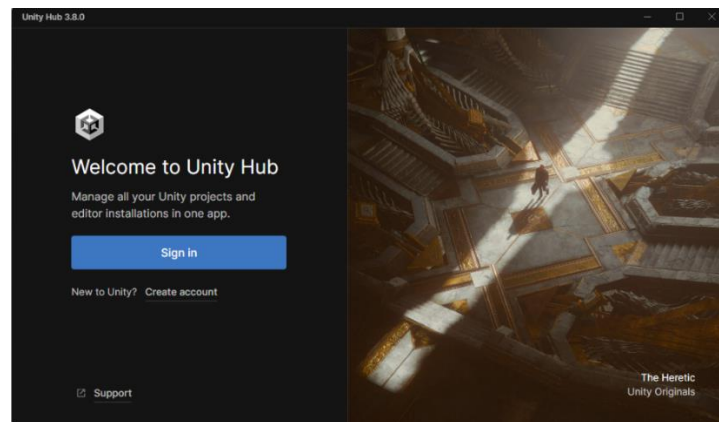 Unity Hub 3.8.0
Welcome to Unity Hub
Manage all your Unity projects and
editor installations in one app.
Sign in
New to Unity? Create account
Support
The Heretic
Unity Originals